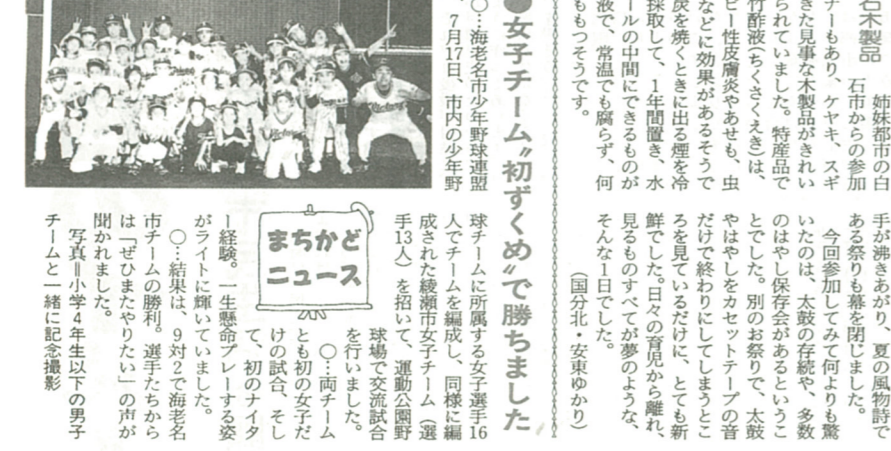 石木製品
姉妹都市の白
石市からの参加
ナーもあり、ケヤキ、スギ
きた見事な木製品がきれい
られていました。特産品で
竹酢液(ちくさくえき)は、
ピー性皮膚炎やあせも、虫
などに効果があるそうで
炭を焼くときに出る煙を冷
採取して、1年間置き、水
ールの中間にできるものが
液で、常温でも腐らず、何
ももつそうです。
手が沸きあがり、夏の風物詩で
ある祭りも幕を閉じました。
今回参加してみて何よりも驚
いたのは、太鼓の存続や、多数
のはやし保存会があるというこ
とでした。別のお祭りで、太鼓
やはやしをカセットテープの音
だけで終わりにしてしまうとこ
ろを見ているだけに、とても新
鮮でした。日々の育児から離れ、
見るものすべてが夢のような、
そんな1日でした。
(国分北・安東ゆかり)
●女子チーム〝初ずくめ〟で勝ちました
○…海老名市少年野球連盟
、7月17日、市内の少年野
球チームに所属する女子選手16
人でチームを編成し、同様に編
成された綾瀬市女子チーム(選
手13人)を招いて、運動公園野
球場で交流試合
を行いました。
○…両チーム
とも初の女子だ
けの試合、そし
て、初のナイタ
ー経験。一生懸命プレーする姿
がライトに輝いていました。
○…結果は、9対2で海老名
市チームの勝利。選手たちから
は「ぜひまたやりたい」の声が
聞かれました。
写真=小学4年生以下の男子
チームと一緒に記念撮影
まちかど
ニュース